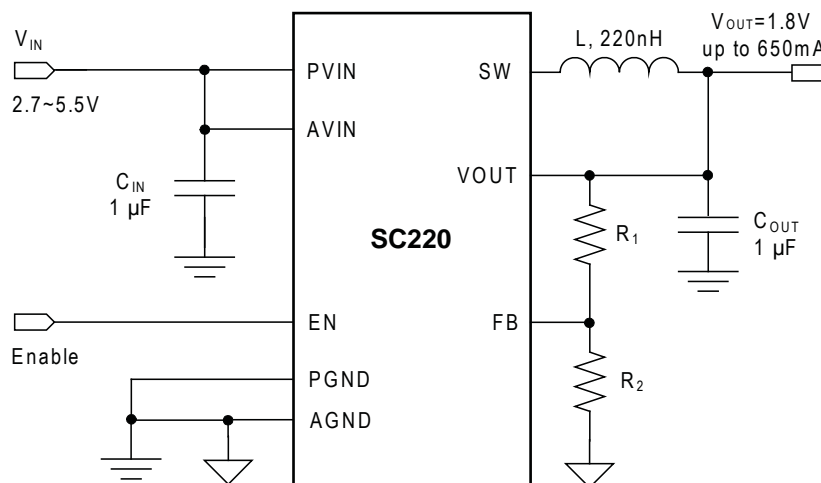 VIN
2.7~5.5V
CIN
1 µF
Enable
PVIN
AVIN
EN
PGND
AGND
SC220
SW
VOUT
FB
L, 220nH
VOUT=1.8V
up to 650mA
R1
R2
COUT
1 µF